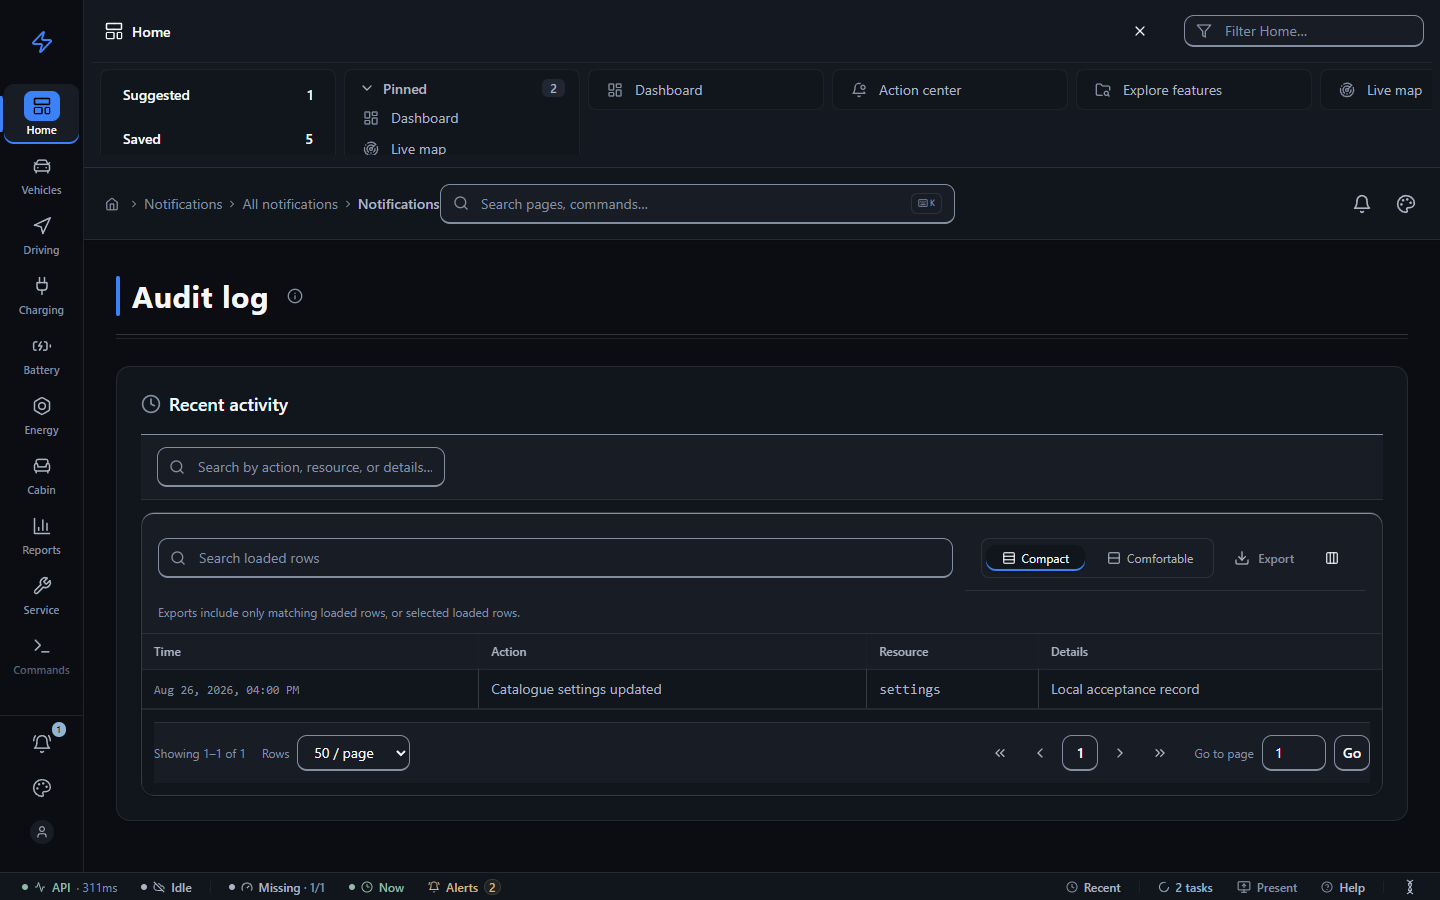 Home
Filter Home...
Suggested 1
Saved 5
Pinned 2
Dashboard
Live map
Dashboard
Action center
Explore features
Live map
Home
Vehicles
Driving
Charging
Battery
Energy
Cabin
Reports
Service
Commands
1
Notifications
All notifications
Notifications
Search pages, commands...
K
Audit log
Recent activity
Search by action, resource, or details...
Search loaded rows
Compact
Comfortable
Export
Exports include only matching loaded rows, or selected loaded rows.
Time Action Resource Details
Aug 26, 2026, 04:00 PM Catalogue settings updated settings Local acceptance record
Showing 1–1 of 1 Rows 50 / page 1 Go to page 1 Go
API · 311ms Idle Missing · 1/1 Now Alerts 2 Recent 2 tasks Present Help